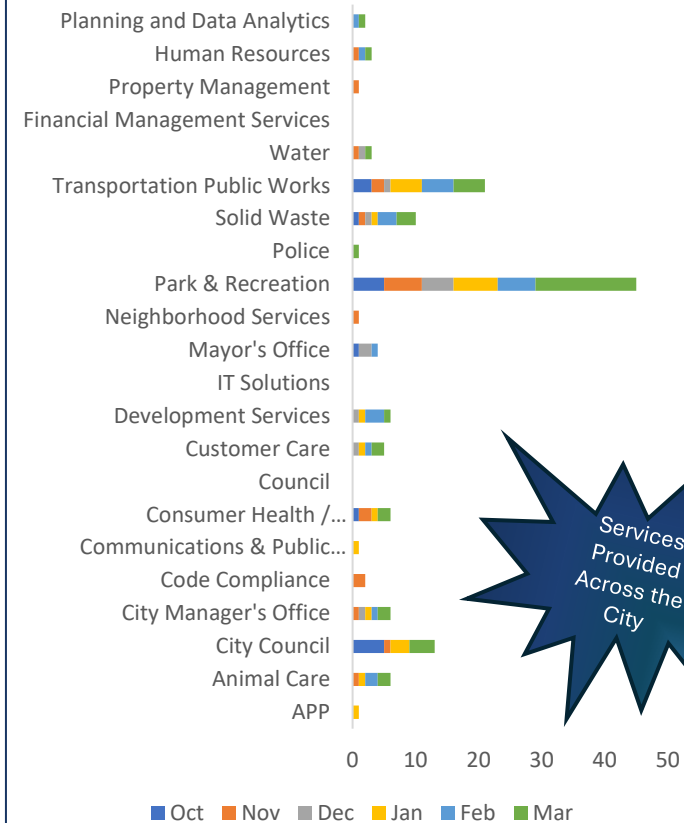 Planning and Data Analytics
Human Resources
Property Management
Financial Management Services
Water
Transportation Public Works
Solid Waste
Police
Park & Recreation
Neighborhood Services
Mayor's Office
IT Solutions
Development Services
Customer Care
Council
Consumer Health /...
Communications & Public...
Code Compliance
City Manager's Office
City Council
Animal Care
APP
Services
Provided
Across the
City
0 10 20 30 40 50
Oct Nov Dec Jan Feb Mar